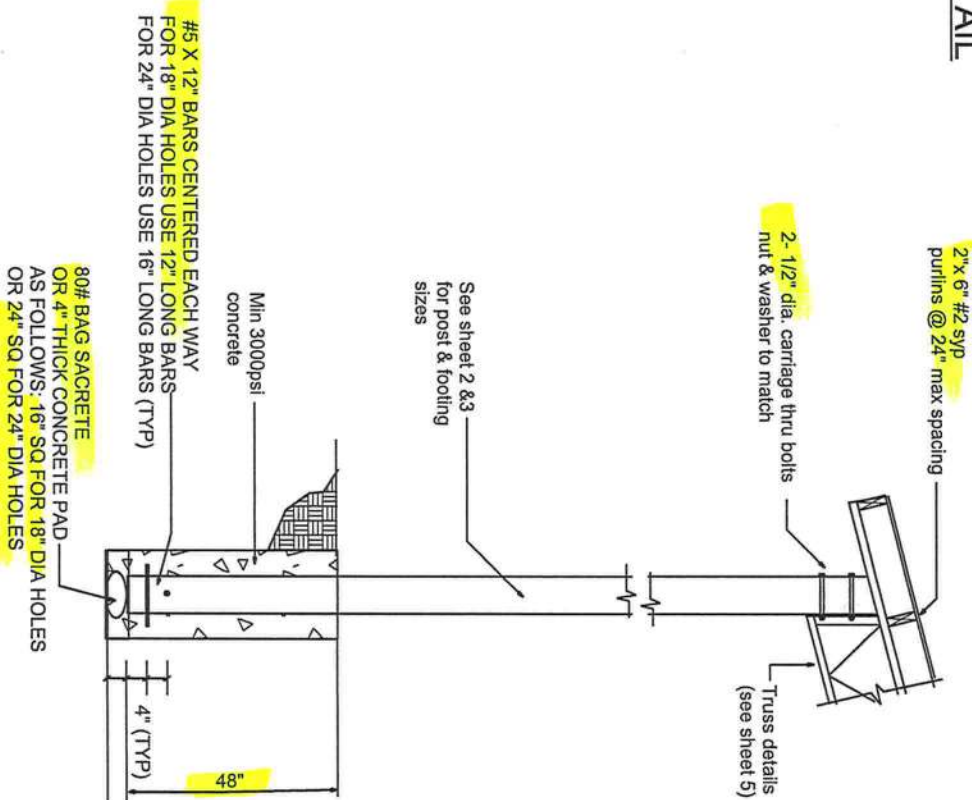 AIL
2"x 6" #2 syp
purlins @ 24" max spacing
2- 1/2" dia. carriage thru bolts
nut & washer to match
Truss details
(see sheet 5)
See sheet 2 &3
for post & footing
sizes
Min 3000psi
concrete
#5 X 12" BARS CENTERED EACH WAY
FOR 18" DIA HOLES USE 12" LONG BARS
FOR 24" DIA HOLES USE 16" LONG BARS (TYP)
4" (TYP)
48"
80# BAG SACRETE
OR 4" THICK CONCRETE PAD
AS FOLLOWS: 16" SQ FOR 18" DIA HOLES
OR 24" SQ FOR 24" DIA HOLES